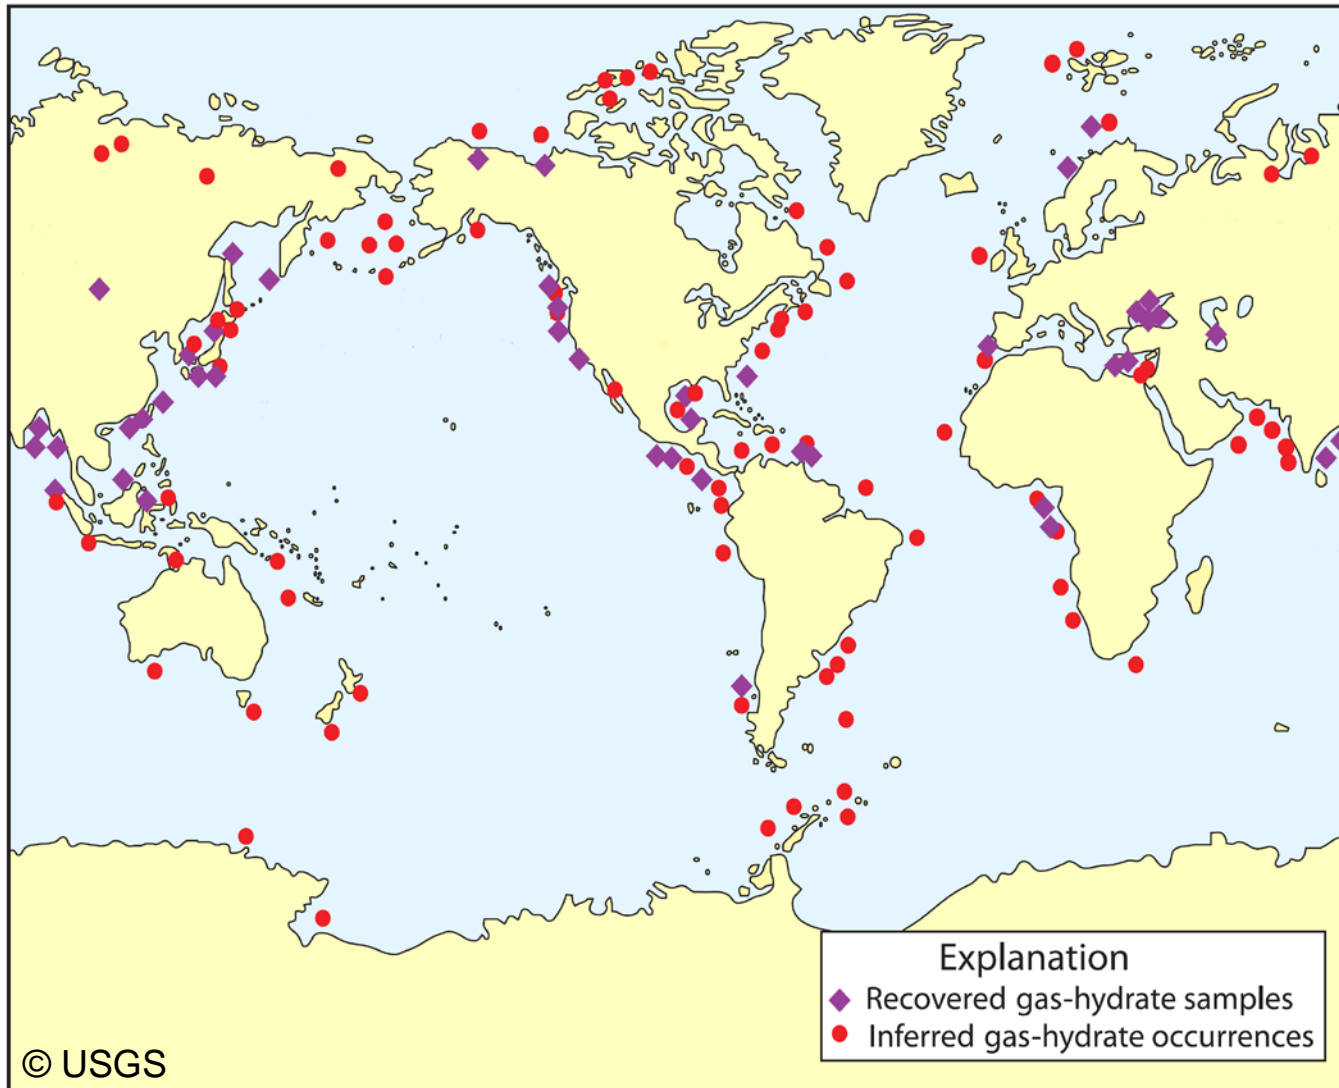 Explanation
Recovered gas-hydrate samples
Inferred gas-hydrate occurrences
© USGS